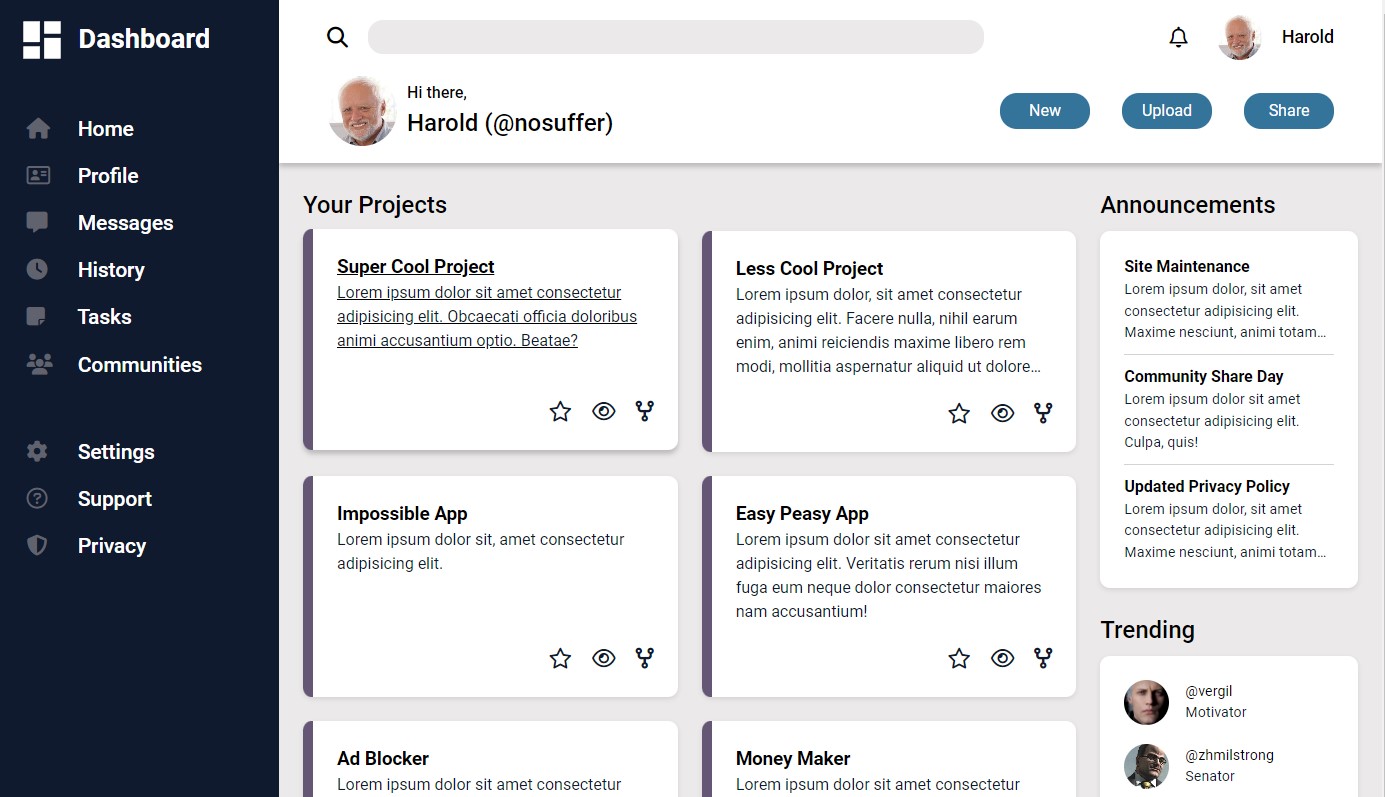 Dashboard
Home
Profile
Messages
History
Tasks
Communities
Settings
Support
Privacy
Harold
Hi there,
Harold (@nosuffer)
New
Upload
Share
Your Projects
Super Cool Project
Lorem ipsum dolor sit amet consectetur
adipisicing elit. Obcaecati officia doloribus
animi accusantium optio. Beatae?
Less Cool Project
Lorem ipsum dolor, sit amet consectetur
adipisicing elit. Facere nulla, nihil earum
enim, animi reiciendis maxime libero rem
modi, mollitia aspernatur aliquid ut dolore...
Impossible App
Lorem ipsum dolor sit, amet consectetur
adipisicing elit.
Easy Peasy App
Lorem ipsum dolor sit amet consectetur
adipisicing elit. Veritatis rerum nisi illum
fuga eum neque dolor consectetur maiores
nam accusantium!
Ad Blocker
Lorem ipsum dolor sit amet consectetur
Money Maker
Lorem ipsum dolor sit amet consectetur
Announcements
Site Maintenance
Lorem ipsum dolor, sit amet
consectetur adipisicing elit.
Maxime nesciunt, animi totam...
Community Share Day
Lorem ipsum dolor sit amet
consectetur adipisicing elit.
Culpa, quis!
Updated Privacy Policy
Lorem ipsum dolor, sit amet
consectetur adipisicing elit.
Maxime nesciunt, animi totam...
Trending
@vergil
Motivator
@zhmilstrong
Senator